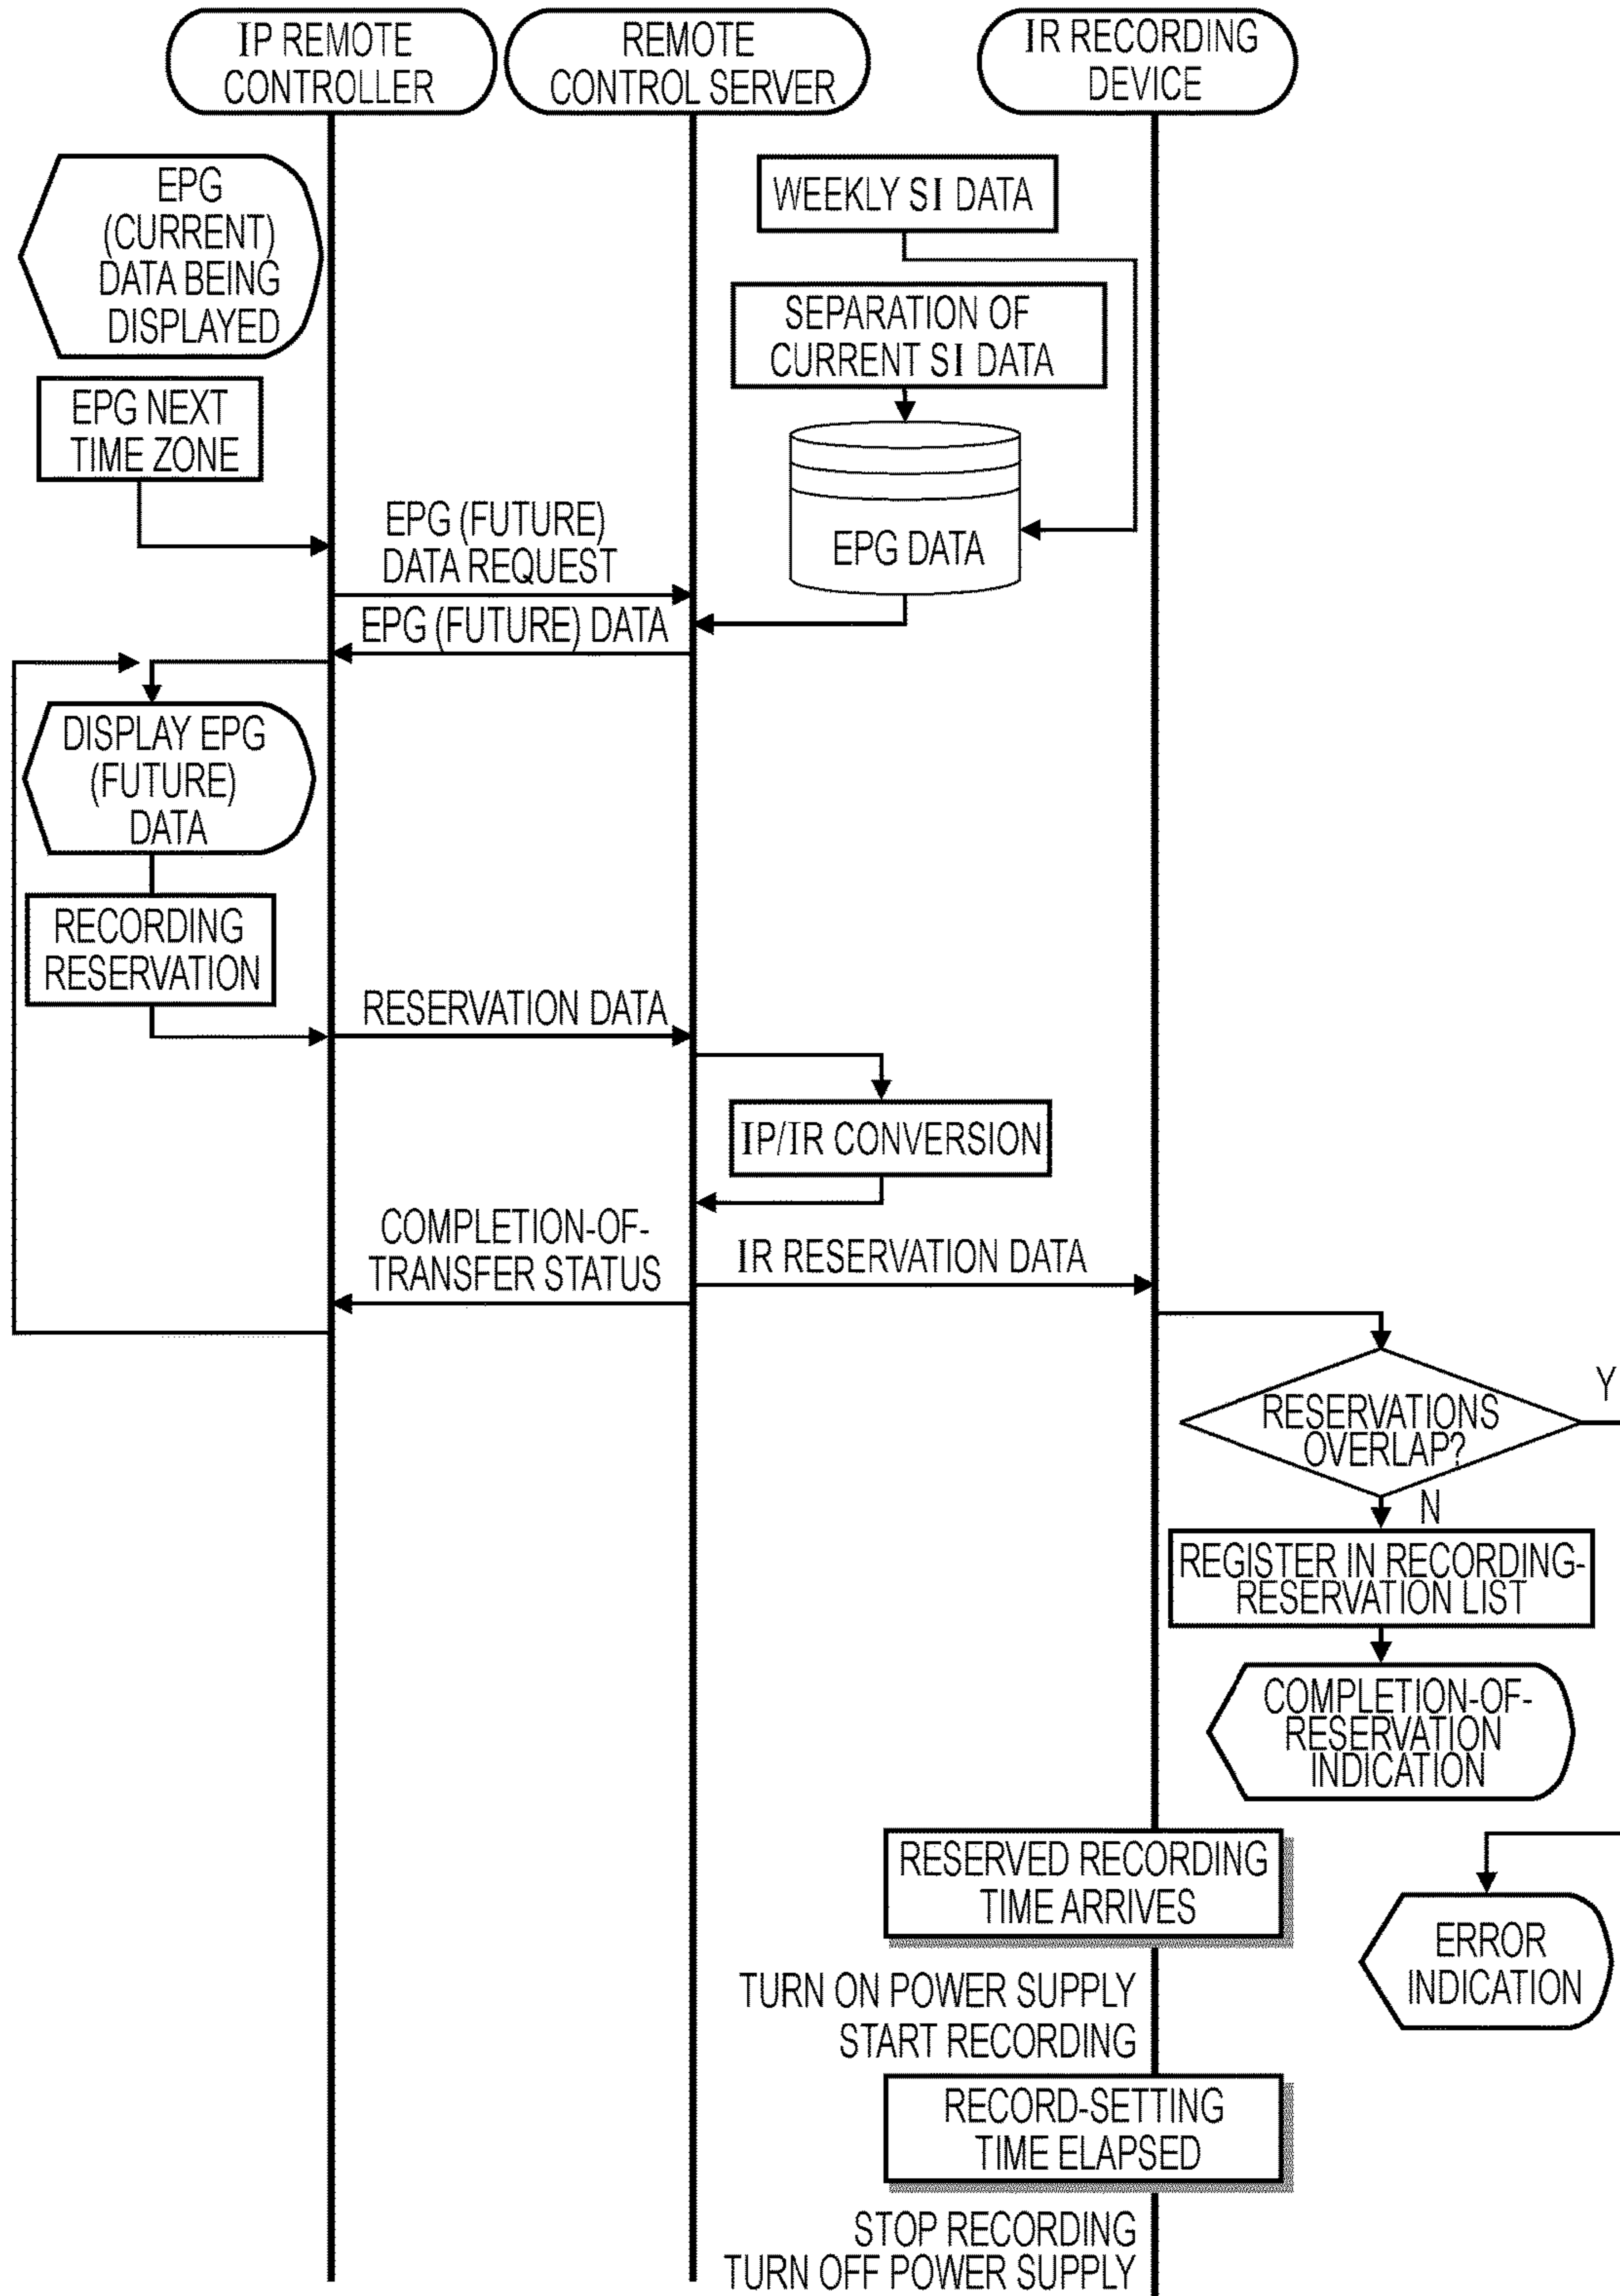 IP REMOTE
CONTROLLER
REMOTE
CONTROL SERVER
IR RECORDING
DEVICE
EPG
(CURRENT)
DATA BEING
DISPLAYED
WEEKLY SI DATA
SEPARATION OF
CURRENT SI DATA
EPG NEXT
TIME ZONE
EPG DATA
EPG (FUTURE)
DATA REQUEST
EPG (FUTURE) DATA
DISPLAY EPG
(FUTURE)
DATA
RECORDING
RESERVATION
RESERVATION DATA
IP/IR CONVERSION
COMPLETION-OF-
TRANSFER STATUS
IR RESERVATION DATA
RESERVATIONS
OVERLAP?
Y
N
REGISTER IN RECORDING-
RESERVATION LIST
COMPLETION-OF-
RESERVATION
INDICATION
RESERVED RECORDING
TIME ARRIVES
ERROR
INDICATION
TURN ON POWER SUPPLY
START RECORDING
RECORD-SETTING
TIME ELAPSED
STOP RECORDING
TURN OFF POWER SUPPLY